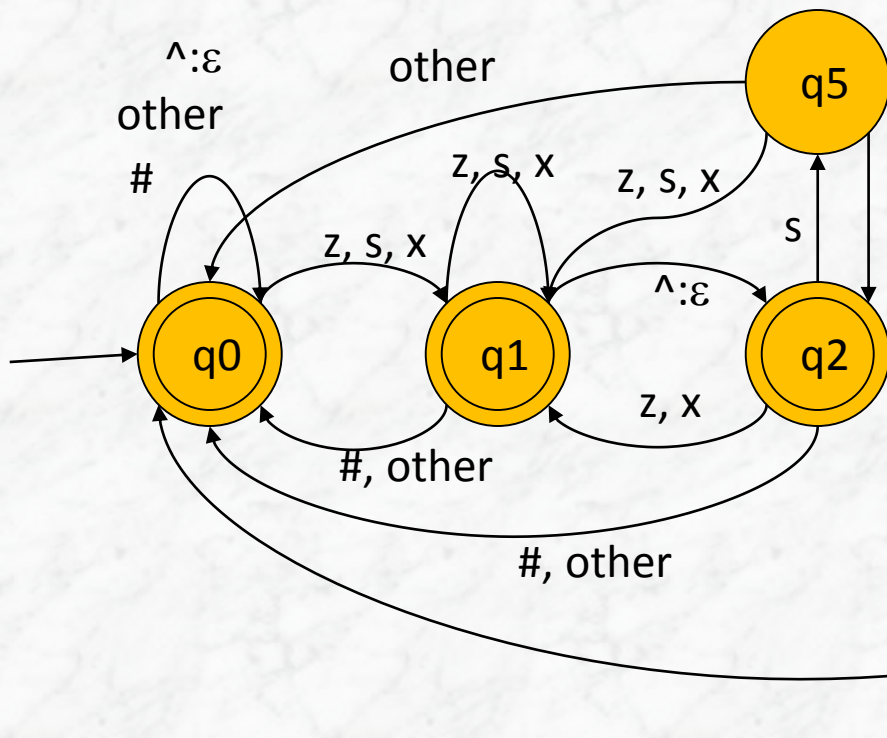 ^:ε
other
#
other
q5
z, s, x
z, s, x
z, s, x
s
^:ε
q0
q1
q2
z, x
#, other
#, other